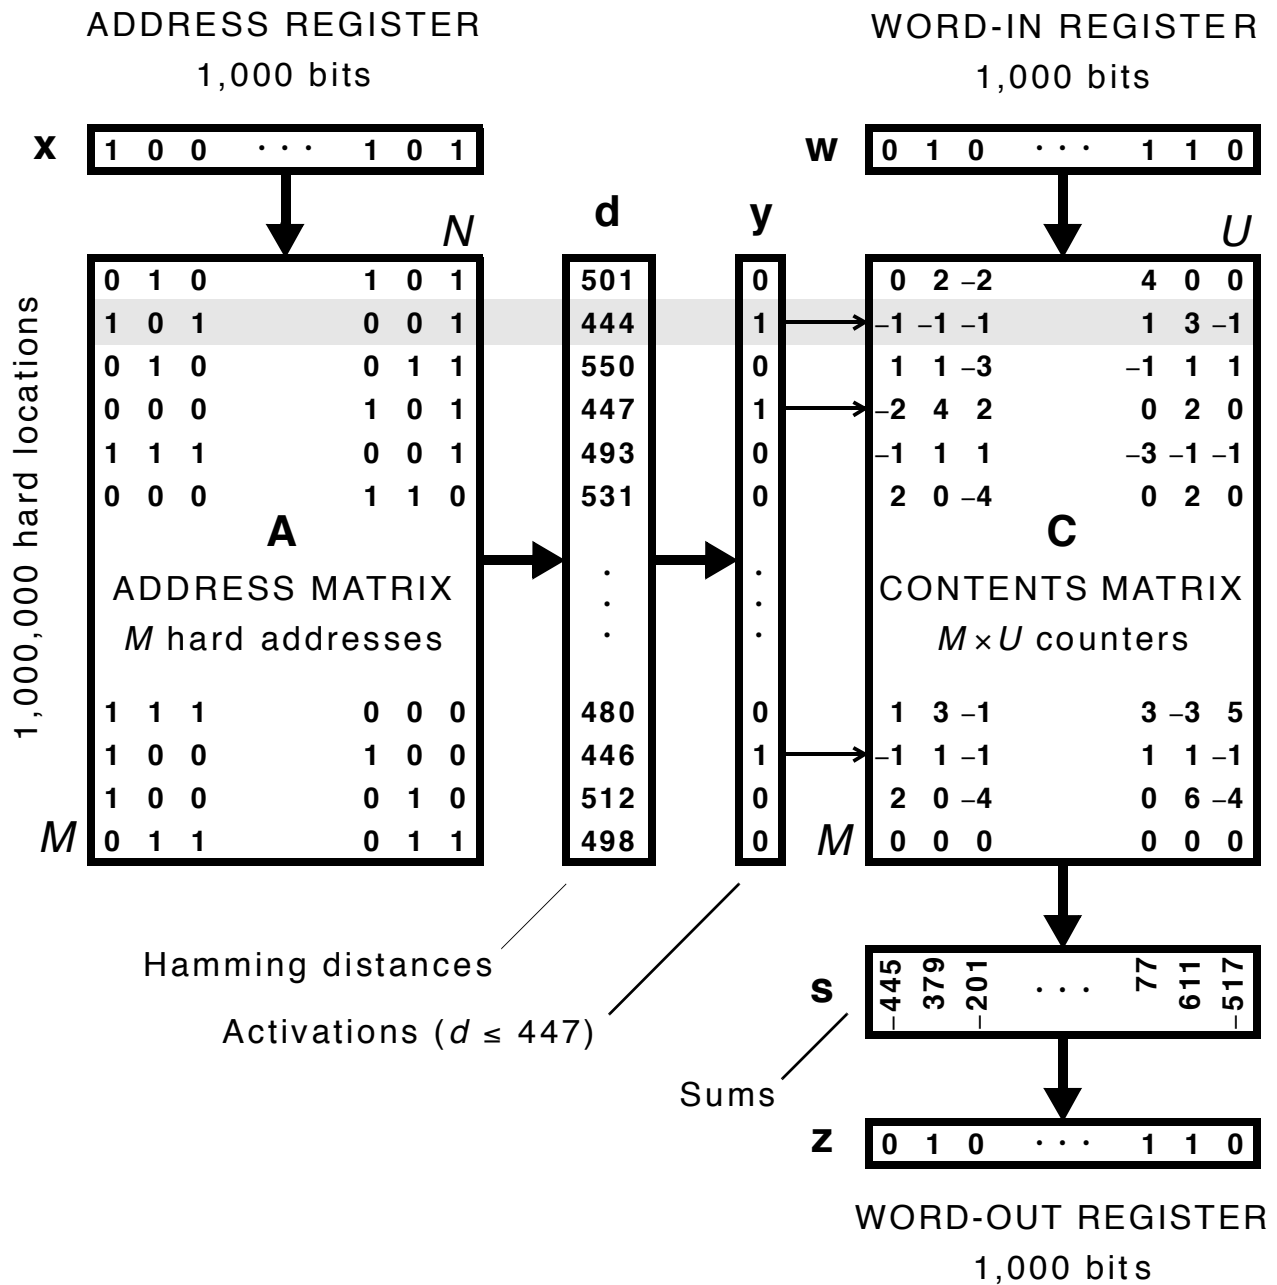 ADDRESS REGISTER
1,000 bits
WORD-IN REGISTER
1,000 bits
x
1 0 0 · · · 1 0 1
w
0 1 0 · · · 1 1 0
N
d
y
U
1,000,000 hard locations
0 1 0 1 0 1 501 0 0 2 −2 4 0 0
1 0 1 0 0 1 444 1 −1 −1 −1 1 3 −1
0 1 0 0 1 1 550 0 1 1 −3 −1 1 1
0 0 0 1 0 1 447 1 −2 4 2 0 2 0
1 1 1 0 0 1 493 0 −1 1 1 −3 −1 −1
0 0 0 1 1 0 531 0 2 0 −4 0 2 0
A
ADDRESS MATRIX
M hard addresses
·
·
·
·
·
·
C
CONTENTS MATRIX
M × U counters
1 1 1 0 0 0 480 0 1 3 −1 3 −3 5
1 0 0 1 0 0 446 1 −1 1 −1 1 1 −1
1 0 0 0 1 0 512 0 2 0 −4 0 6 −4
M 0 1 1 0 1 1 498 0 M 0 0 0 0 0 0
Hamming distances
Activations (d ≤ 447)
Sums
s
−445 379 −201 · · · 77 611 −517
z
0 1 0 · · · 1 1 0
WORD-OUT REGISTER
1,000 bits